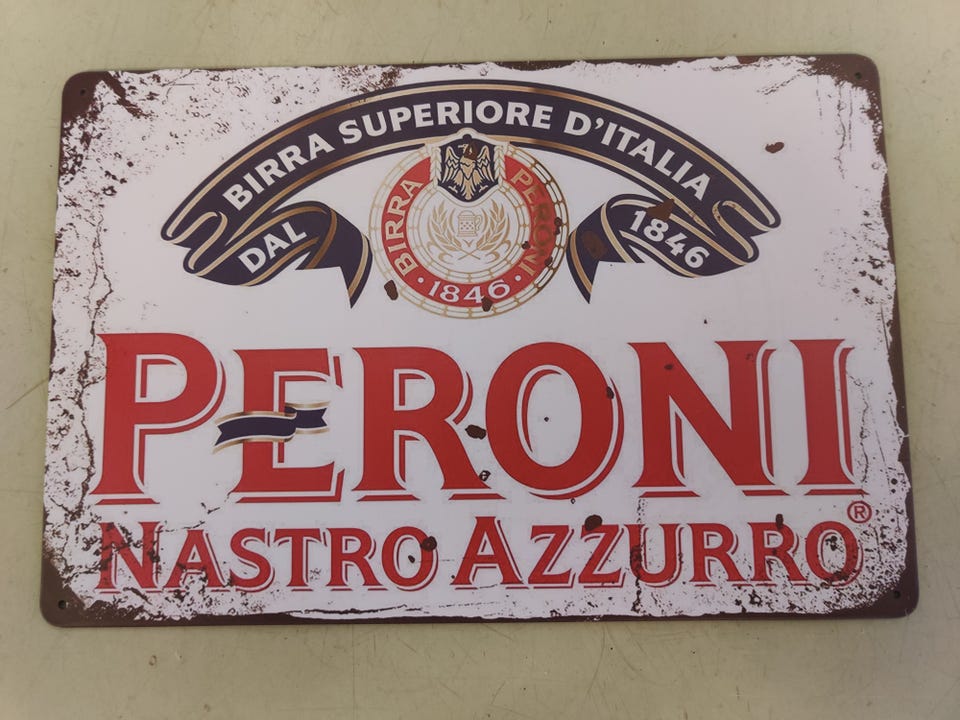 BIRRA SUPERIORE D'ITALIA
DAL 1846
BIRRA PERONI
· 1846 ·
PERONI
NASTRO AZZURRO®